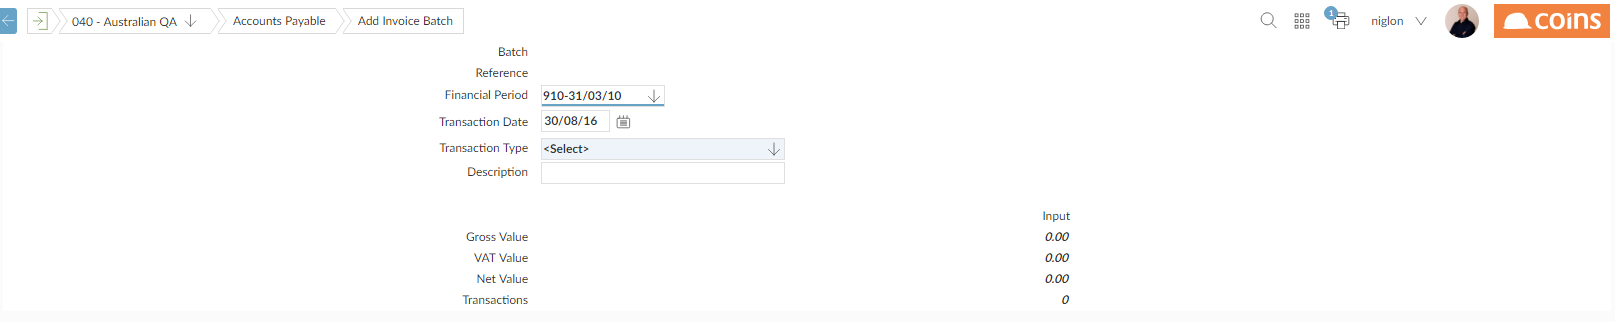 040 - Australian QA Accounts Payable Add Invoice Batch 1 niglon coins
Batch
Reference
Financial Period 910-31/03/10
Transaction Date 30/08/16
Transaction Type <Select>
Description
Input
Gross Value 0.00
VAT Value 0.00
Net Value 0.00
Transactions 0